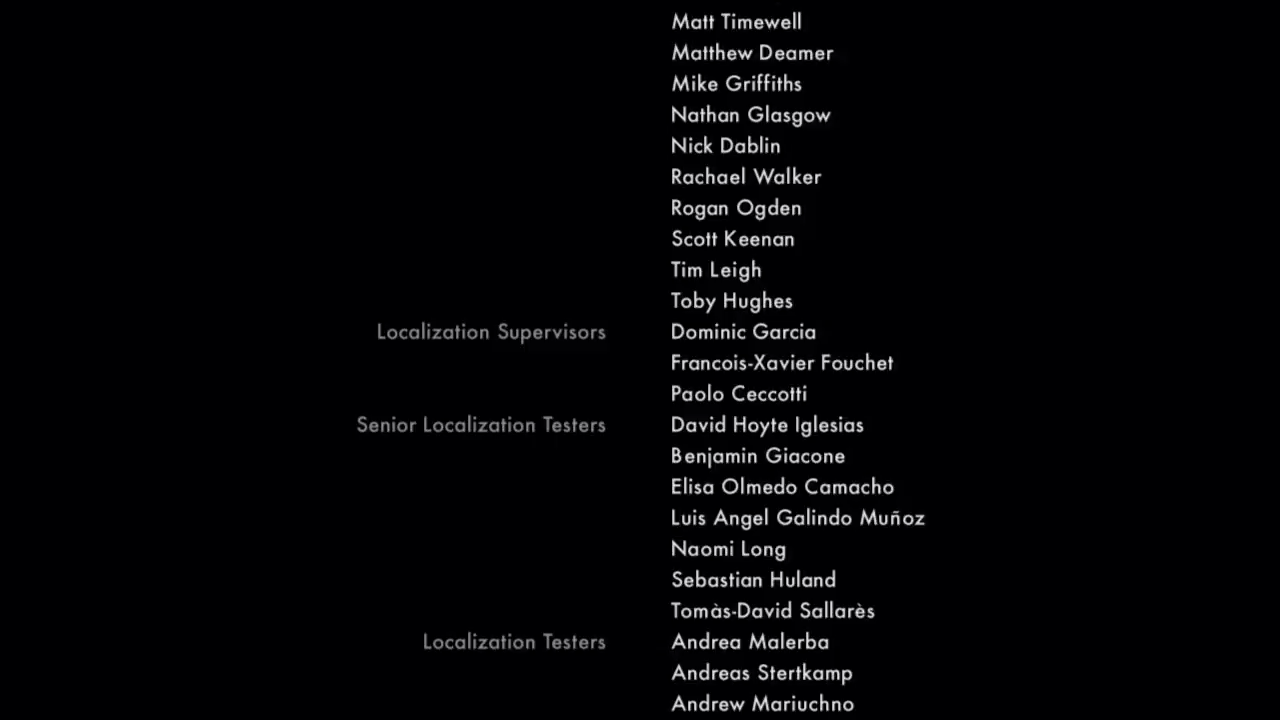 Matt Timewell
Matthew Deamer
Mike Griffiths
Nathan Glasgow
Nick Dablin
Rachael Walker
Rogan Ogden
Scott Keenan
Tim Leigh
Toby Hughes
Localization Supervisors Dominic Garcia
Francois-Xavier Fouchet
Paolo Ceccotti
Senior Localization Testers David Hoyte Iglesias
Benjamin Giacone
Elisa Olmedo Camacho
Luis Angel Galindo Muñoz
Naomi Long
Sebastian Huland
Tomàs-David Sallarès
Localization Testers Andrea Malerba
Andreas Stertkamp
Andrew Mariuchno